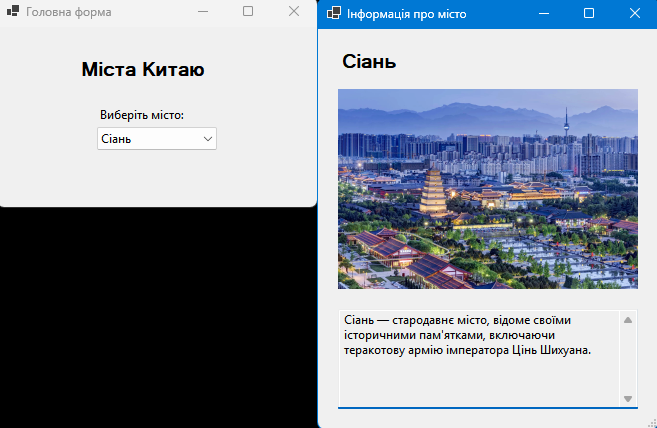 Головна форма
Міста Китаю
Виберіть місто:
Сіань
Інформація про місто
Сіань
Сіань — стародавнє місто, відоме своїми
історичними пам'ятками, включаючи
теракотову армію імператора Цінь Шихуана.